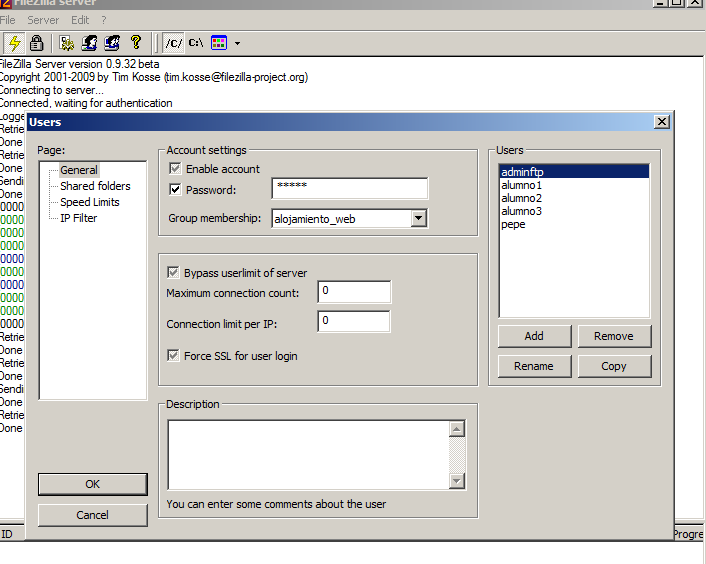 FileZilla server
File Server Edit ?
/C/ C:\
FileZilla Server version 0.9.32 beta
Copyright 2001-2009 by Tim Kosse (tim.kosse@filezilla-project.org)
Connecting to server...
Connected, waiting for authentication
Logge
Retrie
Done
Retrie
Done
Sendi
Done
0000
0000
0000
0000
0000
0000
0000
0000
0000
0000
Retrie
Done
Retrie
Done
Sendi
Done
Retrie
Done
Users
Page:
General
Shared folders
Speed Limits
IP Filter
OK
Cancel
Account settings
Enable account
Password: *****
Group membership: alojamiento_web
Bypass userlimit of server
Maximum connection count: 0
Connection limit per IP: 0
Force SSL for user login
Description
You can enter some comments about the user
Users
adminftp
alumno1
alumno2
alumno3
pepe
Add Remove
Rename Copy
ID Progre